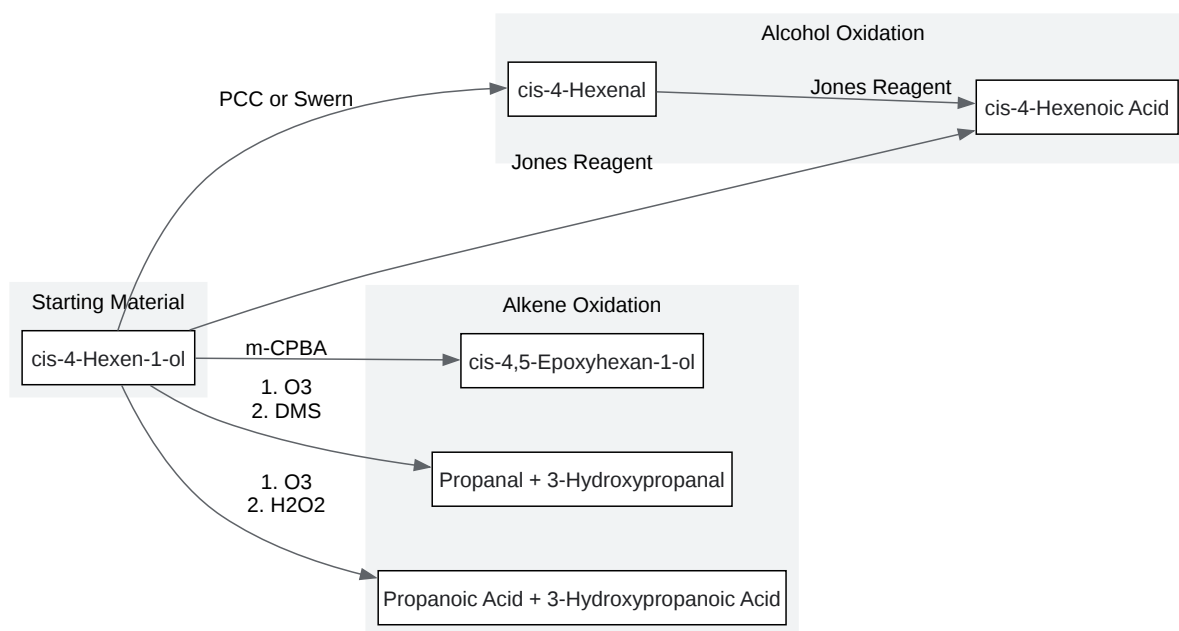 Alcohol Oxidation
PCC or Swern
cis-4-Hexenal
Jones Reagent
cis-4-Hexenoic Acid
Jones Reagent
Starting Material
cis-4-Hexen-1-ol
Alkene Oxidation
m-CPBA
cis-4,5-Epoxyhexan-1-ol
1. O3
2. DMS
Propanal + 3-Hydroxypropanal
1. O3
2. H2O2
Propanoic Acid + 3-Hydroxypropanoic Acid